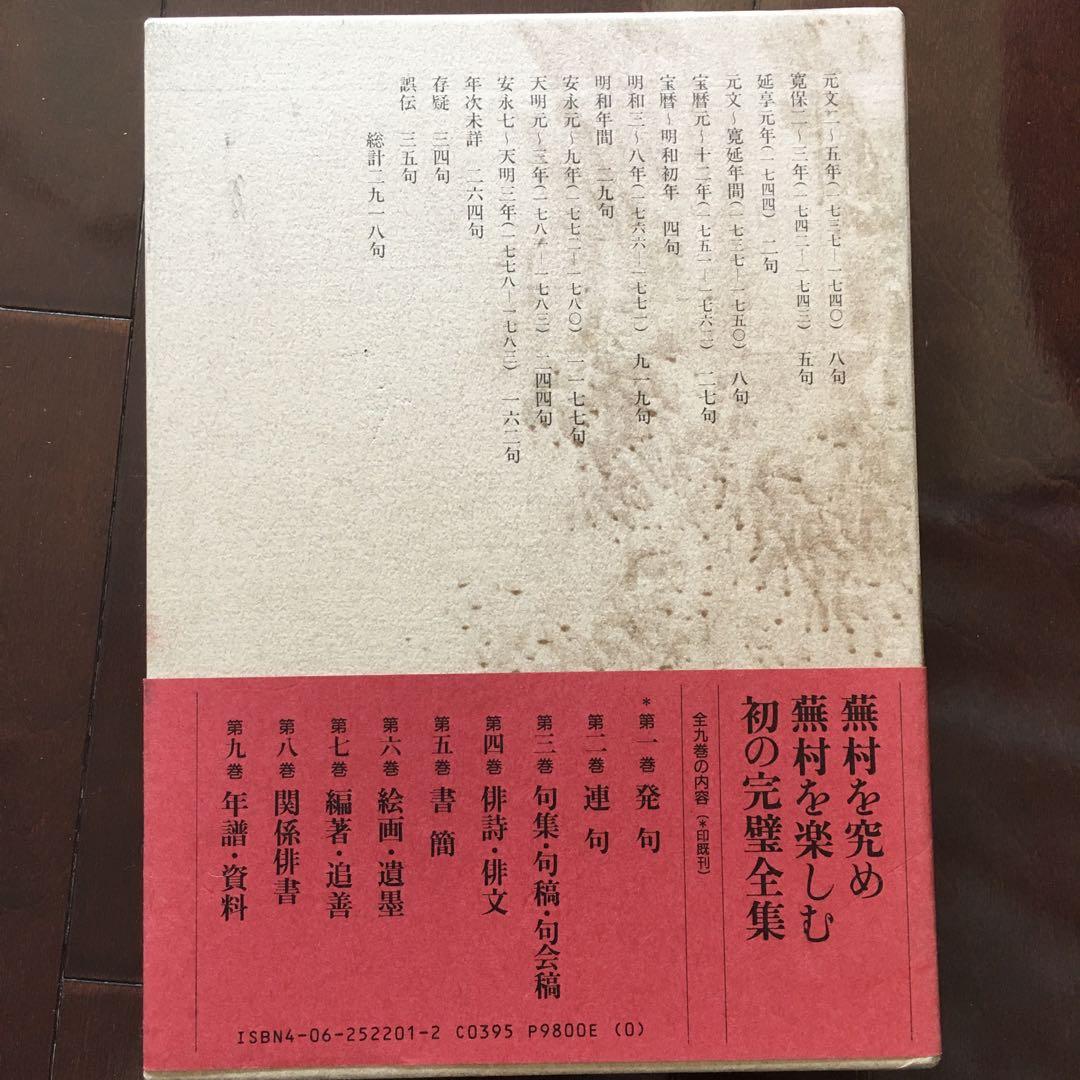 元文二～五年(一七三七―一七四〇) 八句
寛保二～三年(一七四二―一七四三) 五句
延享元年(一七四四) 二句
元文～寛延年間(一七三七―一七五〇) 八句
宝暦元～十二年(一七五一―一七六二) 二七句
宝暦～明和初年 四句
明和三～八年(一七六六―一七七一) 九一九句
明和年間 二九句
安永元～九年(一七七二―一七八〇) 一一七七句
天明元～三年(一七八一―一七八三) 二四四句
安永七～天明三年(一七七八―一七八三) 一六二句
年次未詳 二六四句
存疑 三四句
誤伝 三五句
総計二九一八句
蕪村を究め
蕪村を楽しむ
初の完璧全集
全九巻の内容(*印既刊)
*第一巻 発句
第二巻 連句
第三巻 句集・句稿・句会稿
第四巻 俳詩・俳文
第五巻 書簡
第六巻 絵画・遺墨
第七巻 編著・追善
第八巻 関係俳書
第九巻 年譜・資料
ISBN4-06-252201-2 C0395 P9800E (0)